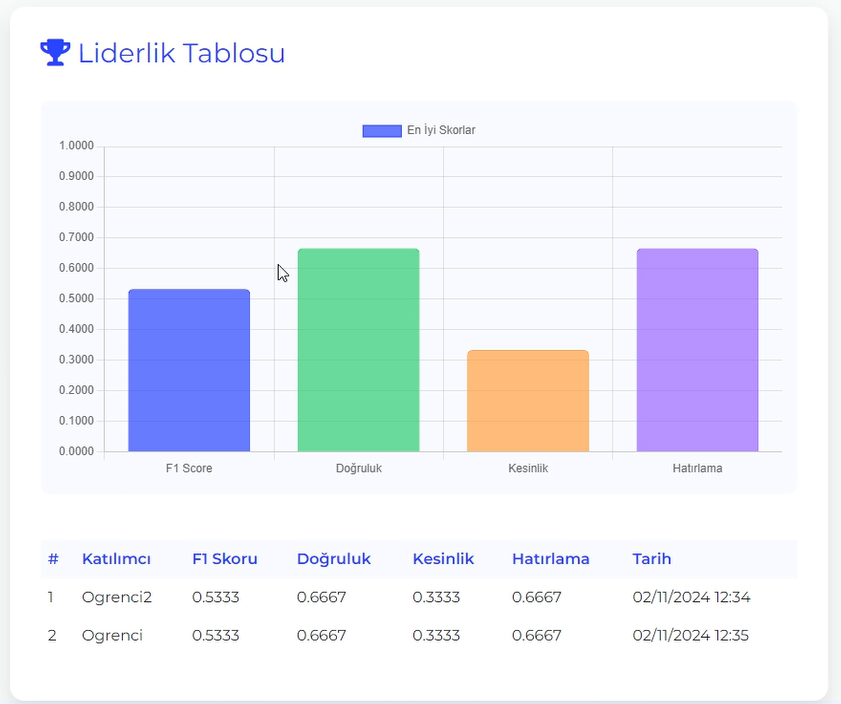 Liderlik Tablosu
En İyi Skorlar
1.0000
0.9000
0.8000
0.7000
0.6000
0.5000
0.4000
0.3000
0.2000
0.1000
0.0000
F1 Score Doğruluk Kesinlik Hatırlama
# Katılımcı F1 Skoru Doğruluk Kesinlik Hatırlama Tarih
1 Ogrenci2 0.5333 0.6667 0.3333 0.6667 02/11/2024 12:34
2 Ogrenci 0.5333 0.6667 0.3333 0.6667 02/11/2024 12:35